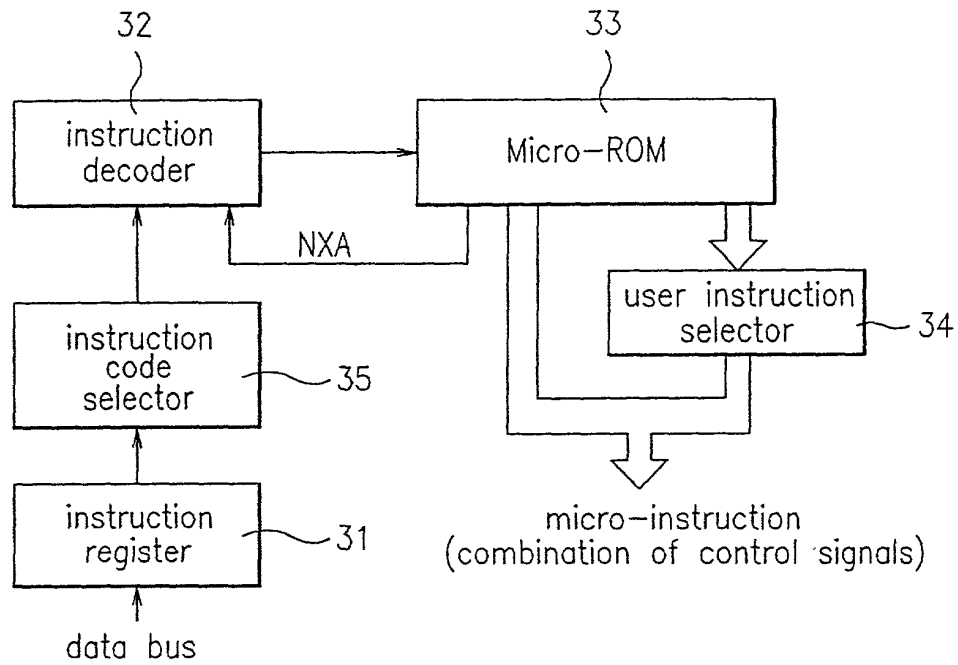 32
33
instruction
decoder
Micro-ROM
NXA
user instruction
selector
34
instruction
code
selector
35
instruction
register
31
micro-instruction
(combination of control signals)
data bus